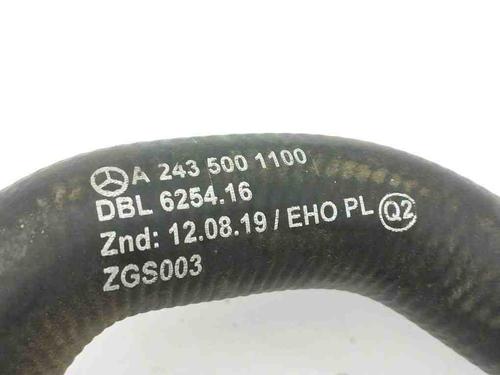 A 243 500 1100
DBL 6254.16
Znd: 12.08.19 / EHO PL Q2
ZGS003